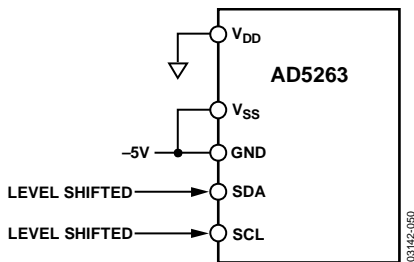 V_DD
AD5263
V_SS
–5V
GND
LEVEL SHIFTED
SDA
LEVEL SHIFTED
SCL
03142-050